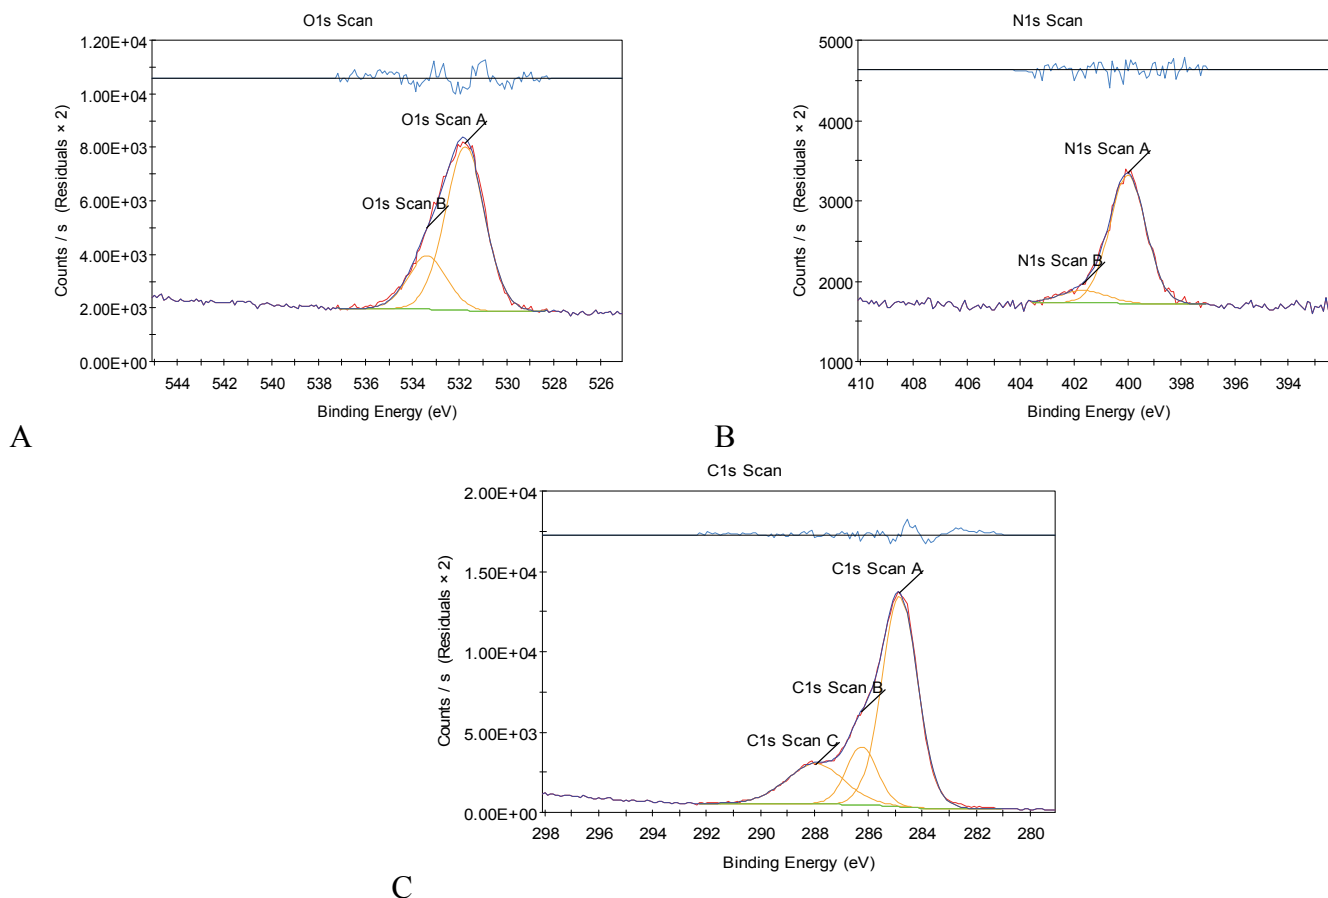 O1s Scan
1.20E+04
1.00E+04
8.00E+03
6.00E+03
4.00E+03
2.00E+03
0.00E+00
Counts / s (Residuals × 2)
O1s Scan A
O1s Scan B
544 542 540 538 536 534 532 530 528 526
Binding Energy (eV)
A
N1s Scan
5000
4000
3000
2000
1000
Counts / s (Residuals × 2)
N1s Scan A
N1s Scan B
410 408 406 404 402 400 398 396 394
Binding Energy (eV)
B
C1s Scan
2.00E+04
1.50E+04
1.00E+04
5.00E+03
0.00E+00
Counts / s (Residuals × 2)
C1s Scan A
C1s Scan B
C1s Scan C
298 296 294 292 290 288 286 284 282 280
Binding Energy (eV)
C